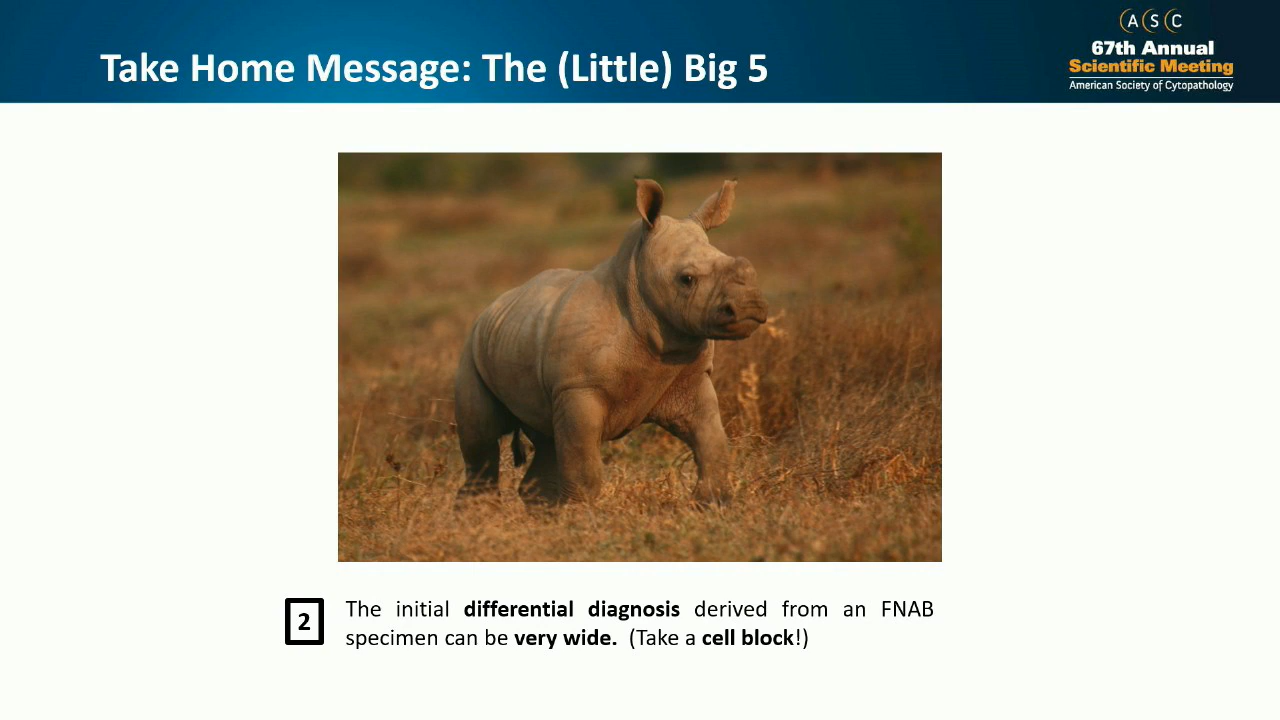 Take Home Message: The (Little) Big 5
ASC
67th Annual
Scientific Meeting
American Society of Cytopathology
2
The initial differential diagnosis derived from an FNAB
specimen can be very wide. (Take a cell block!)